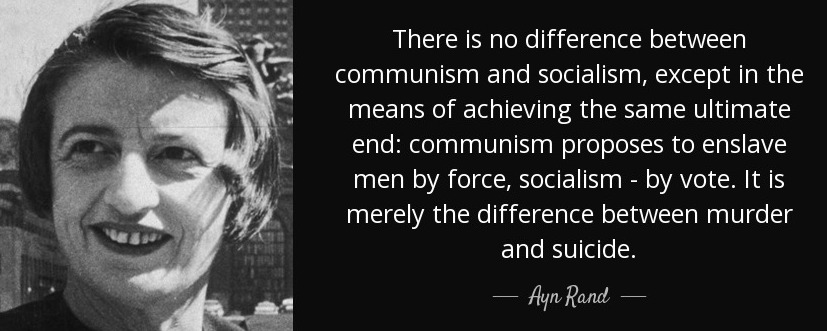 There is no difference between
communism and socialism, except in the
means of achieving the same ultimate
end: communism proposes to enslave
men by force, socialism - by vote. It is
merely the difference between murder
and suicide.
Ayn Rand